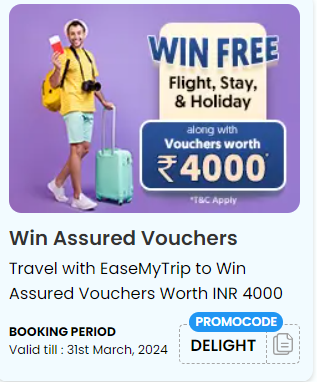 WIN FREE
Flight, Stay,
& Holiday
along with
Vouchers worth
₹4000*
*T&C Apply
Win Assured Vouchers
Travel with EaseMyTrip to Win
Assured Vouchers Worth INR 4000
BOOKING PERIOD
Valid till : 31st March, 2024
PROMOCODE
DELIGHT